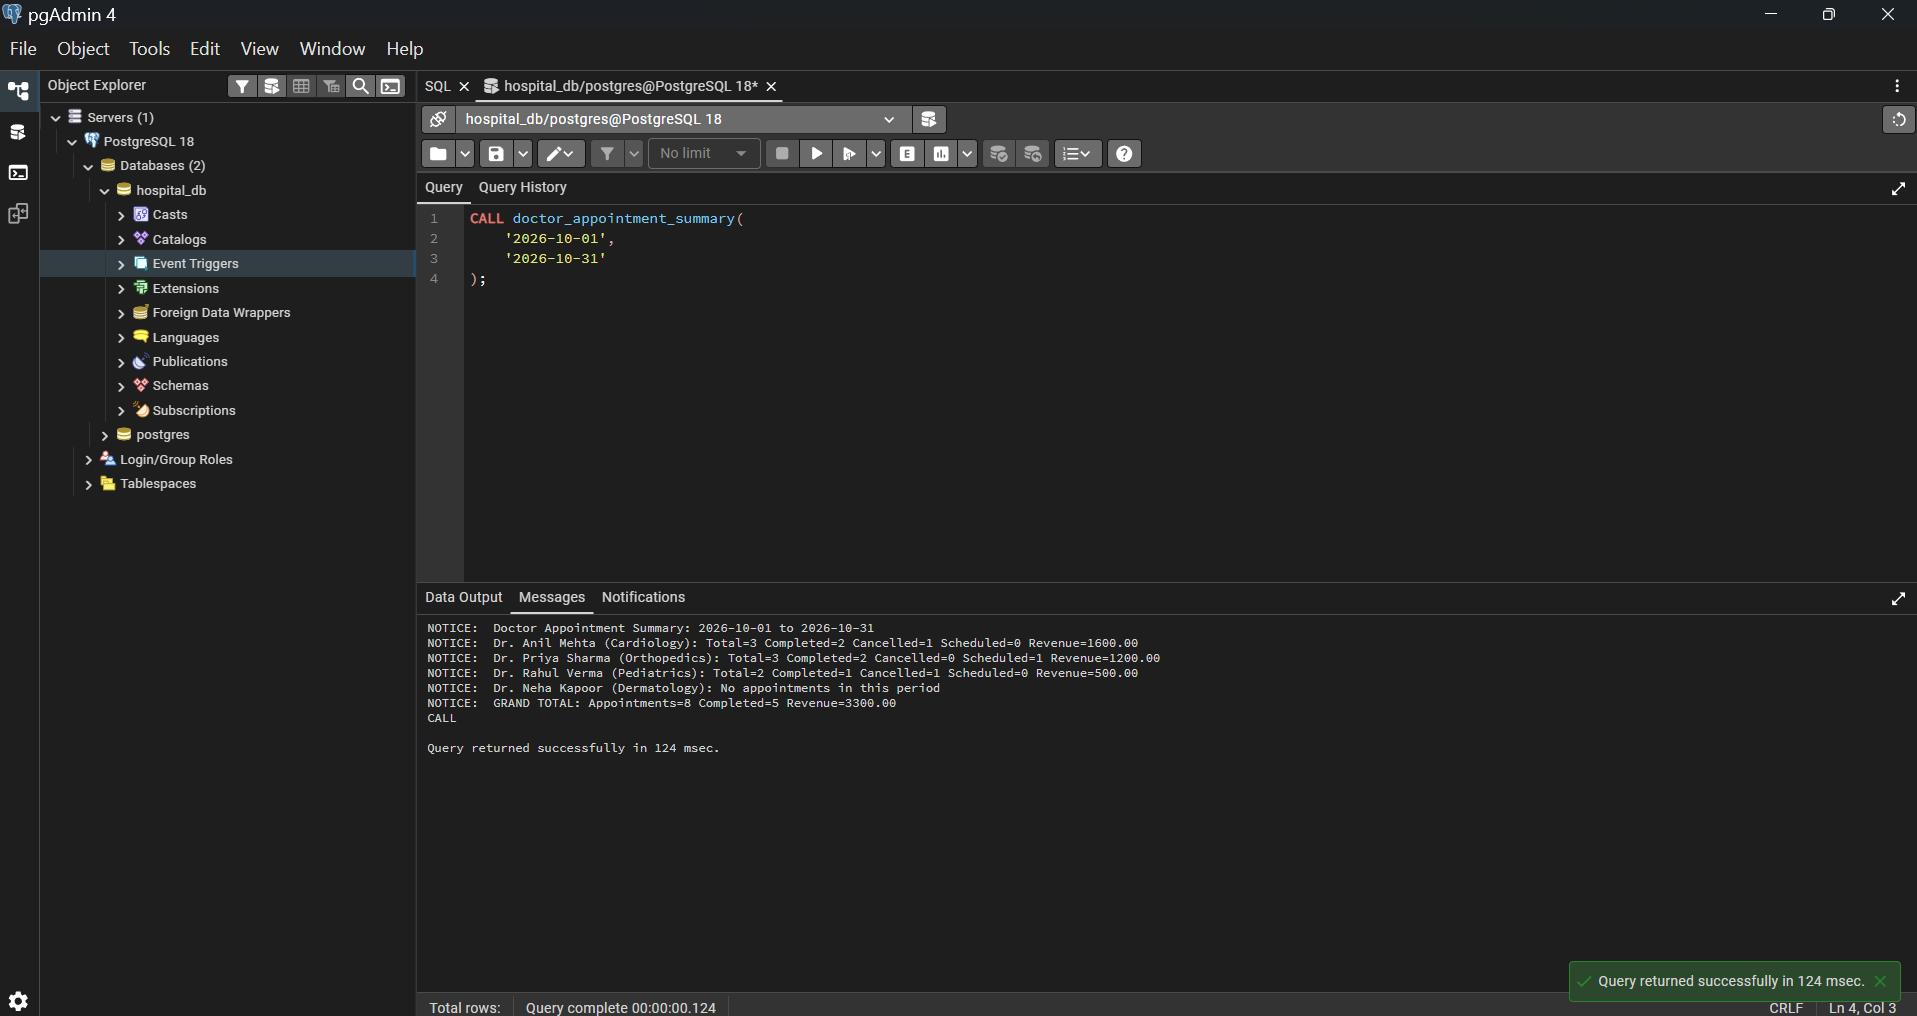 pgAdmin 4
File Object Tools Edit View Window Help
Object Explorer
SQL
hospital_db/postgres@PostgreSQL 18*
Servers (1)
PostgreSQL 18
Databases (2)
hospital_db
Casts
Catalogs
Event Triggers
Extensions
Foreign Data Wrappers
Languages
Publications
Schemas
Subscriptions
postgres
Login/Group Roles
Tablespaces
hospital_db/postgres@PostgreSQL 18
No limit
E
Query Query History
1 CALL doctor_appointment_summary(
2 '2026-10-01',
3 '2026-10-31'
4 );
Data Output Messages Notifications
NOTICE: Doctor Appointment Summary: 2026-10-01 to 2026-10-31
NOTICE: Dr. Anil Mehta (Cardiology): Total=3 Completed=2 Cancelled=1 Scheduled=0 Revenue=1600.00
NOTICE: Dr. Priya Sharma (Orthopedics): Total=3 Completed=2 Cancelled=0 Scheduled=1 Revenue=1200.00
NOTICE: Dr. Rahul Verma (Pediatrics): Total=2 Completed=1 Cancelled=1 Scheduled=0 Revenue=500.00
NOTICE: Dr. Neha Kapoor (Dermatology): No appointments in this period
NOTICE: GRAND TOTAL: Appointments=8 Completed=5 Revenue=3300.00
CALL
Query returned successfully in 124 msec.
Query returned successfully in 124 msec.
Total rows: Query complete 00:00:00.124 CRLF Ln 4, Col 3